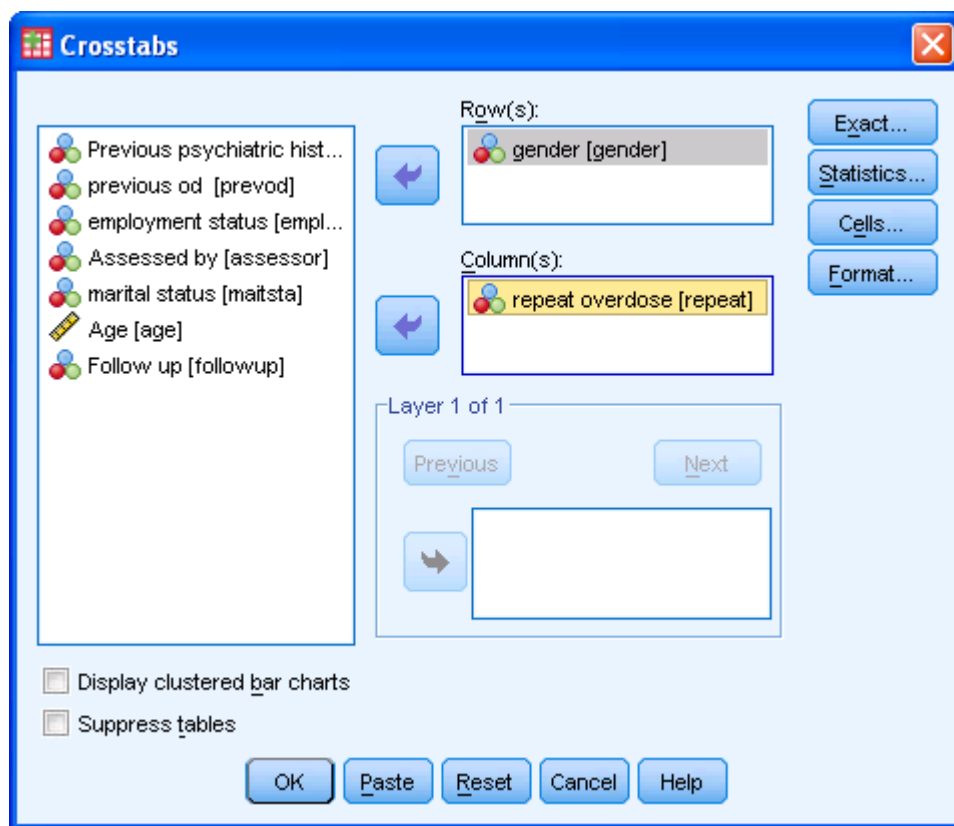 Crosstabs
Previous psychiatric hist...
previous od [prevod]
employment status [empl...
Assessed by [assessor]
marital status [maitsta]
Age [age]
Follow up [followup]
Row(s):
gender [gender]
Column(s):
repeat overdose [repeat]
Layer 1 of 1
Previous
Next
Exact...
Statistics...
Cells...
Format...
Display clustered bar charts
Suppress tables
OK
Paste
Reset
Cancel
Help